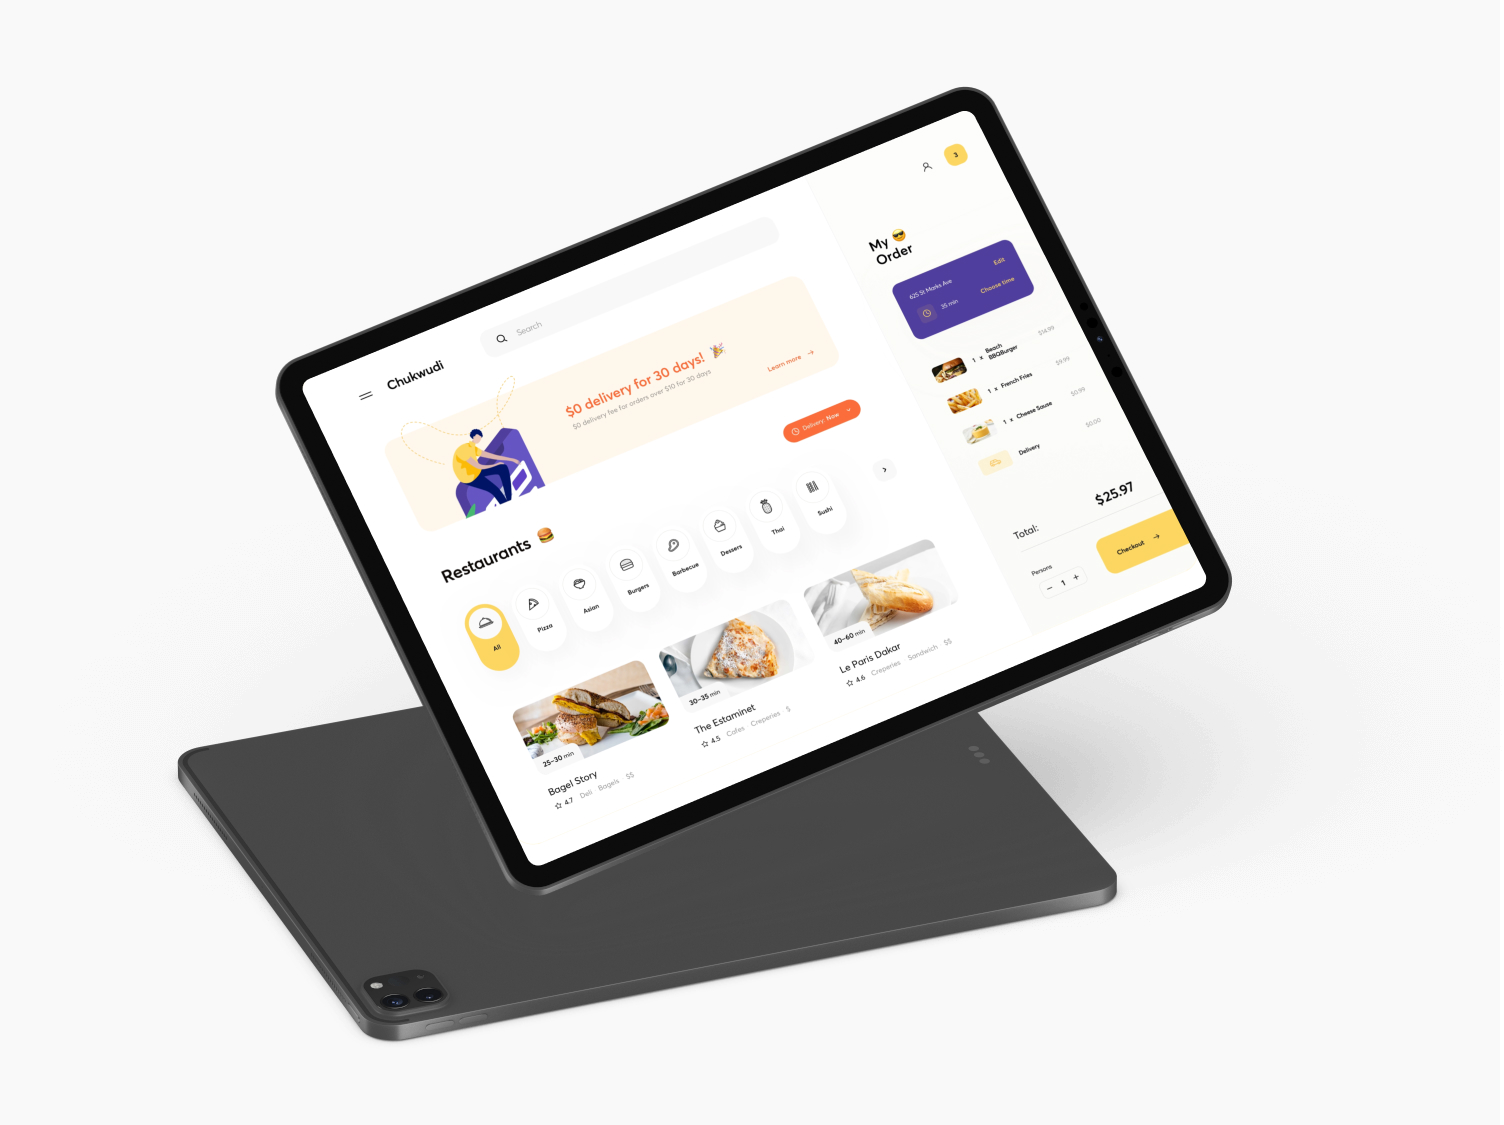 Chukwudi
Search
$0 delivery for 30 days! 🎉
$0 delivery fee for orders over $10 for 30 days
Learn more
Delivery: Now
Restaurants 🍔
All
Pizza
Asian
Burgers
Barbecue
Dessers
Thai
Sushi
25-30 min
Bagel Story
4.7 Deli Bagels $$
30-35 min
The Estaminet
4.5 Cafes Creperies $
40-60 min
Le Paris Dakar
4.6 Creperies Sandwich $$
3
My 😎
Order
625 St Marks Ave
Edit
35 min
Choose time
1 x Beach
BBQBurger
$14.99
1 x French Fries
$9.99
1 x Cheese Sause
$0.99
Delivery
$0.00
Total:
$25.97
Persons
− 1 +
Checkout